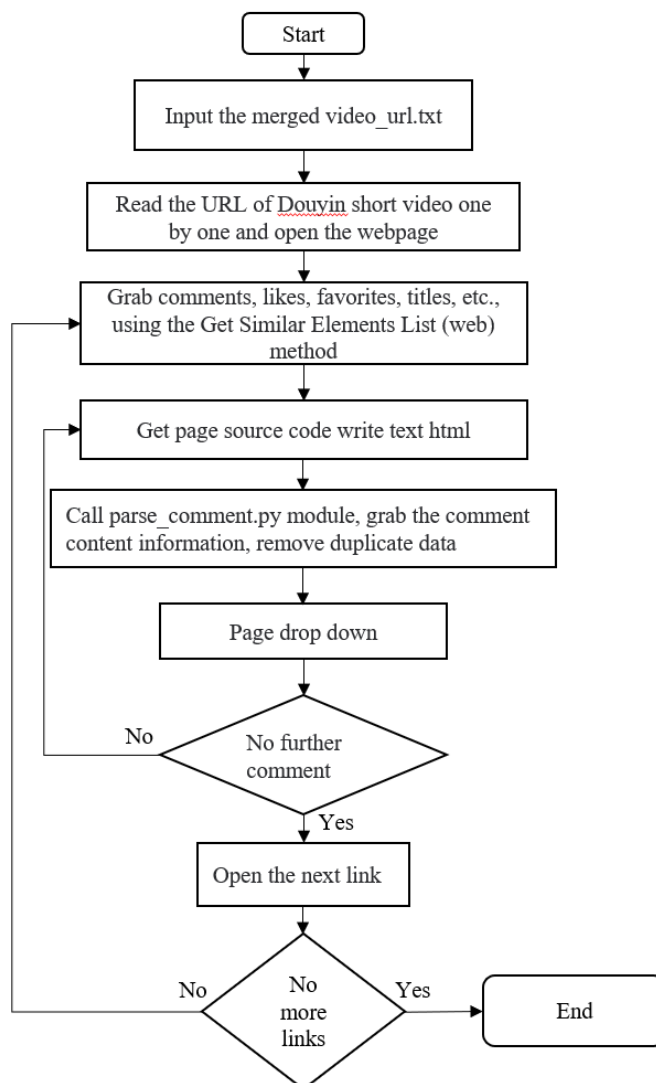 Start
Input the merged video_url.txt
Read the URL of Douyin short video one
by one and open the webpage
Grab comments, likes, favorites, titles, etc.,
using the Get Similar Elements List (web)
method
Get page source code write text html
Call parse_comment.py module, grab the comment
content information, remove duplicate data
Page drop down
No
No further
comment
Yes
Open the next link
No
No
more
links
Yes
End